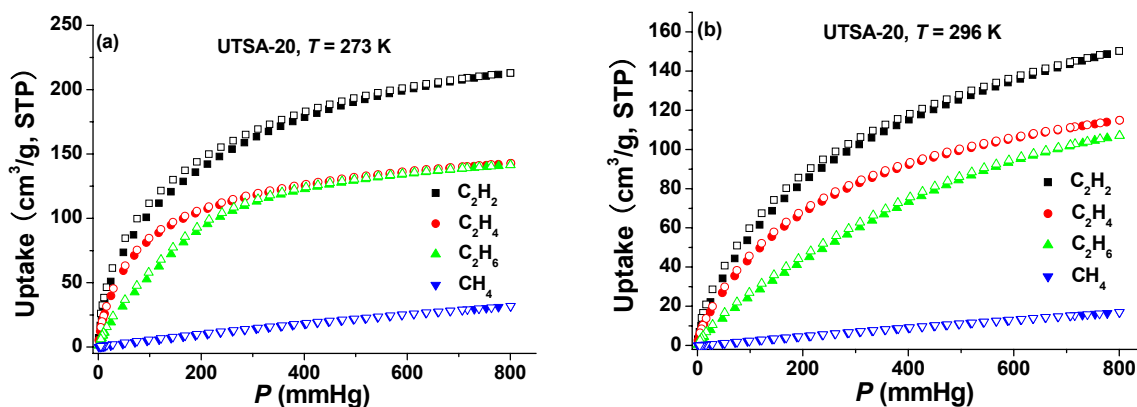 (a)
UTSA-20, T = 273 K
Uptake (cm³/g, STP)
250
200
150
100
50
0
C₂H₂
C₂H₄
C₂H₆
CH₄
0 200 400 600 800
P (mmHg)
(b)
UTSA-20, T = 296 K
Uptake (cm³/g, STP)
160
140
120
100
80
60
40
20
0
C₂H₂
C₂H₄
C₂H₆
CH₄
0 200 400 600 800
P (mmHg)